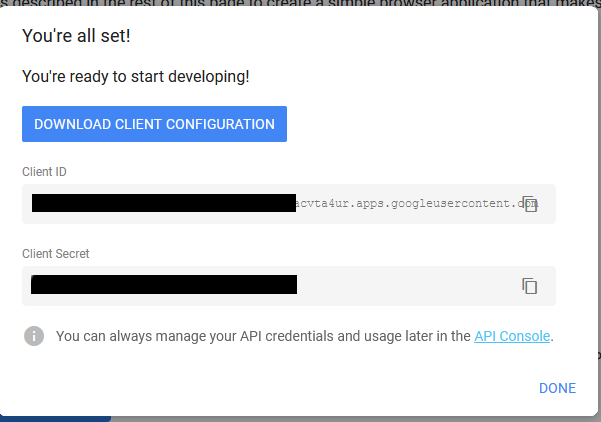 s described in the rest of this page to create a simple browser application that makes
You're all set!
You're ready to start developing!
DOWNLOAD CLIENT CONFIGURATION
Client ID
acvta4ur.apps.googleusercontent.com
Client Secret
You can always manage your API credentials and usage later in the API Console.
DONE